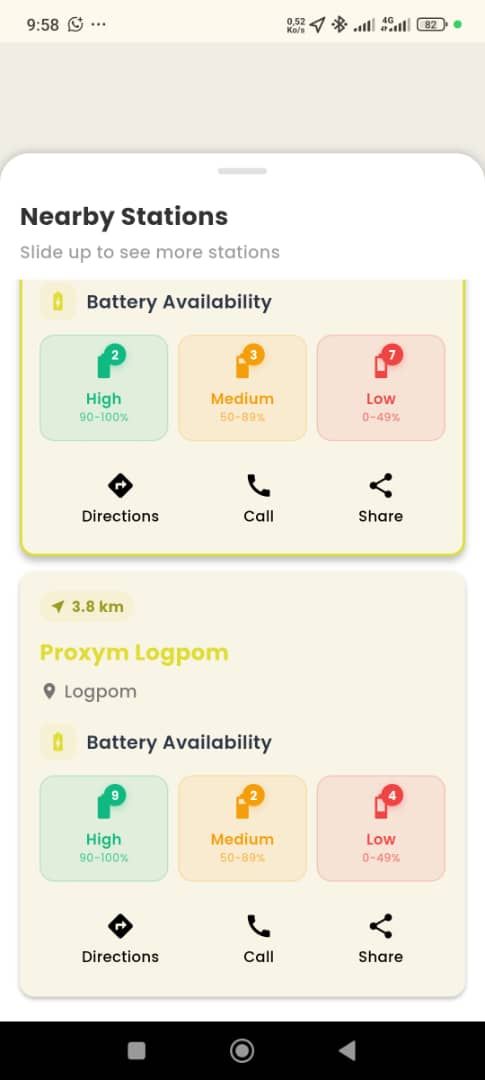 9:58 ...
0,52
Ko/s
4G
82
Nearby Stations
Slide up to see more stations
Battery Availability
2 3 7
High Medium Low
90-100% 50-89% 0-49%
Directions Call Share
3.8 km
Proxym Logpom
Logpom
Battery Availability
9 2 4
High Medium Low
90-100% 50-89% 0-49%
Directions Call Share